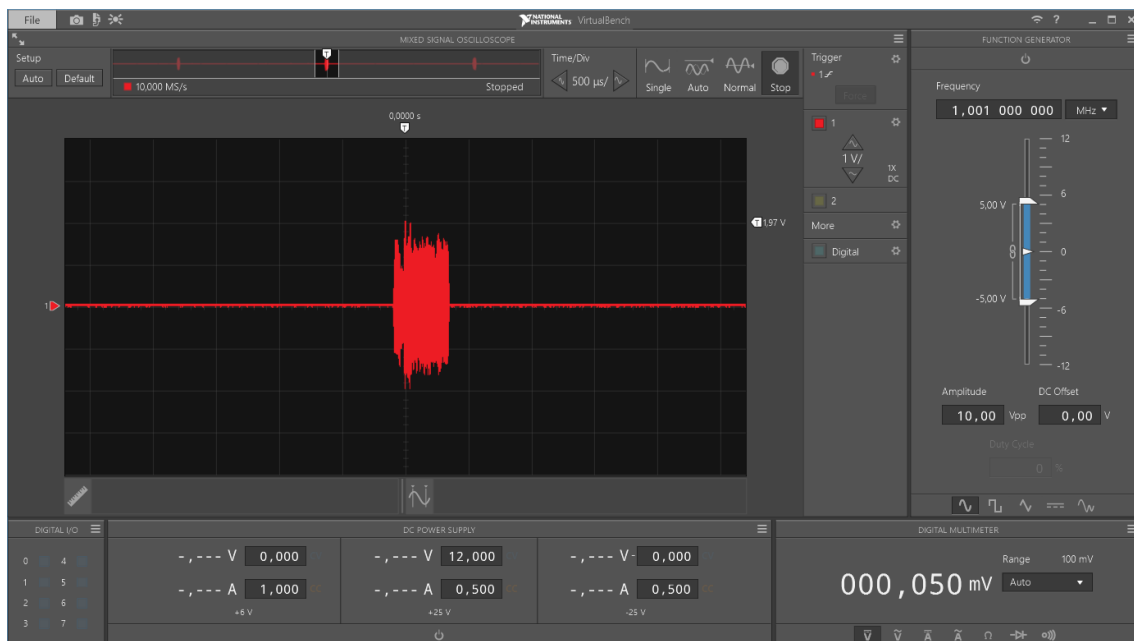 File
NATIONAL INSTRUMENTS VirtualBench
?
MIXED SIGNAL OSCILLOSCOPE
Setup
Auto Default
T
10,000 MS/s Stopped
Time/Div
500 µs/
Single Auto Normal Stop
Trigger
1
Force
0,0000 s
T
1
1 V/
1X
DC
2
T 1,97 V
More
Digital
1
FUNCTION GENERATOR
Frequency
1,001 000 000 MHz
12
6
5,00 V
0
-5,00 V
-6
-12
Amplitude DC Offset
10,00 Vpp 0,00 V
Duty Cycle
0 %
DIGITAL I/O
0 4
1 5
2 6
3 7
DC POWER SUPPLY
-,--- V 0,000
-,--- A 1,000 CC
+6 V
-,--- V 12,000
-,--- A 0,500 CC
+25 V
-,--- V - 0,000
-,--- A 0,500 CC
-25 V
DIGITAL MULTIMETER
Range 100 mV
000,050 mV Auto
V V A A Ω